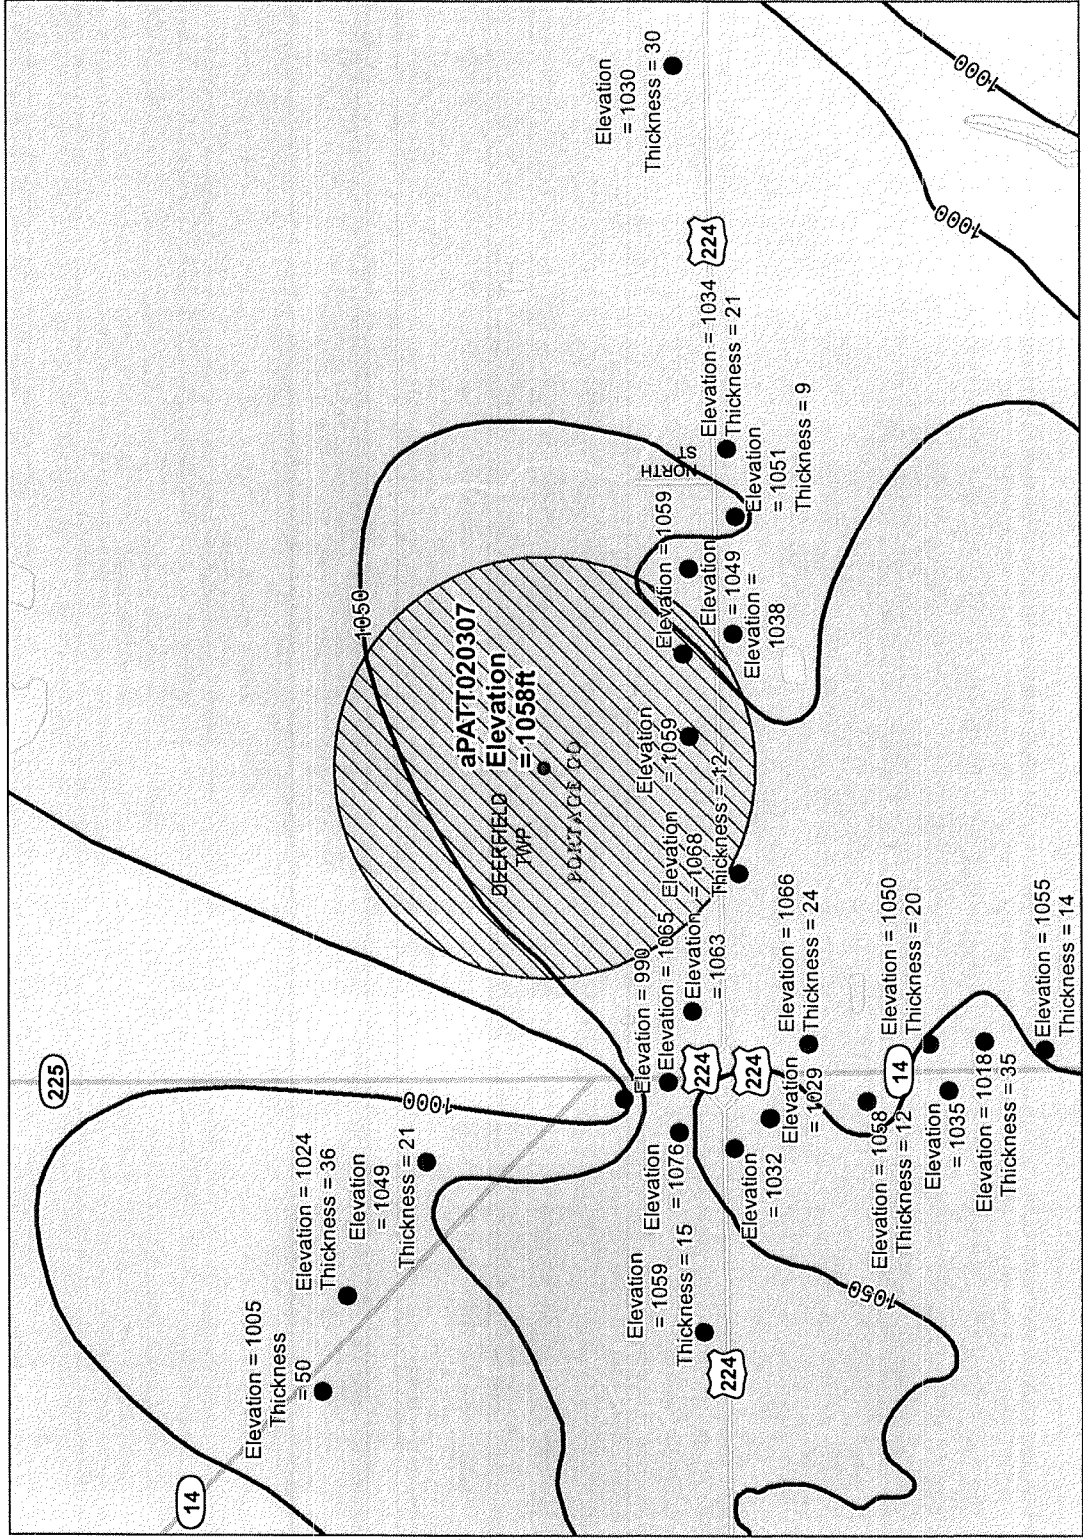 225
14
Elevation = 1005
Thickness
= 50
Elevation = 1024
Thickness = 36
Elevation
= 1049
Thickness = 21
1000
1050
aPATT020307
Elevation
= 1058ft
DEERFIELD
TWP.
PORTAGE CO
Elevation
= 1030
Thickness = 30
1000
1000
224
Elevation = 1034
Thickness = 21
NORTH
ST
Elevation
= 1051
Thickness = 9
Elevation = 1059
Elevation
= 1049
Elevation =
1038
Elevation
= 1059
Elevation
= 1068
Thickness = 12
Elevation = 990
Elevation = 1065
Elevation
= 1063
224
224
Elevation
= 1076
Elevation
= 1059
Thickness = 15
224
Elevation
= 1032
Elevation
= 1029
Elevation = 1066
Thickness = 24
Elevation = 1058
Thickness = 12
14
Elevation = 1050
Thickness = 20
Elevation
= 1035
Elevation = 1018
Thickness = 35
Elevation = 1055
Thickness = 14
1050